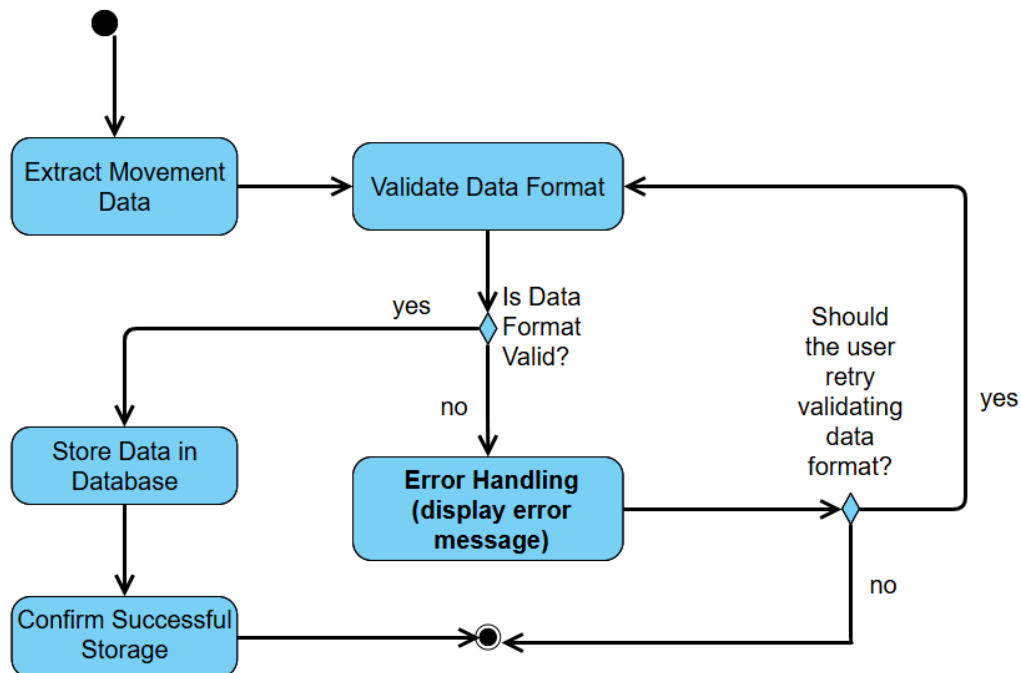 Extract Movement
Data
Validate Data Format
yes
Is Data
Format
Valid?
no
Should
the user
retry
validating
data
format?
yes
Store Data in
Database
Error Handling
(display error
message)
no
Confirm Successful
Storage